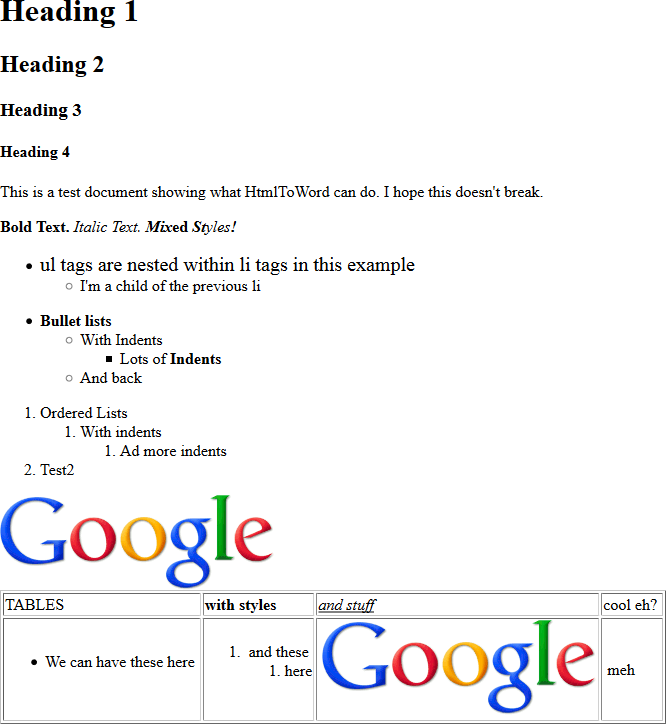 Heading 1
Heading 2
Heading 3
Heading 4
This is a test document showing what HtmlToWord can do. I hope this doesn't break.
Bold Text. Italic Text. Mixed Styles!
• ul tags are nested within li tags in this example
○ I'm a child of the previous li
• Bullet lists
○ With Indents
■ Lots of Indents
○ And back
1. Ordered Lists
1. With indents
1. Ad more indents
2. Test2
Google
TABLES with styles and stuff cool eh?
• We can have these here
1. and these
1. here
Google
meh